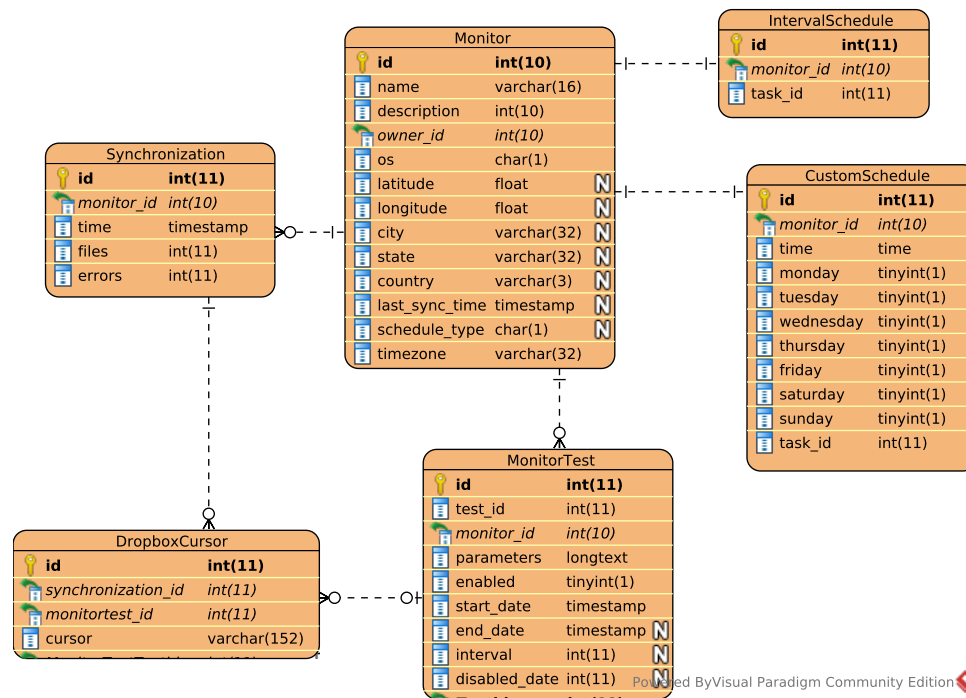 IntervalSchedule
id int(11)
monitor_id int(10)
task_id int(11)
Monitor
id int(10)
name varchar(16)
description int(10)
owner_id int(10)
os char(1)
latitude float N
longitude float N
city varchar(32) N
state varchar(32) N
country varchar(3) N
last_sync_time timestamp N
schedule_type char(1) N
timezone varchar(32)
Synchronization
id int(11)
monitor_id int(10)
time timestamp
files int(11)
errors int(11)
CustomSchedule
id int(11)
monitor_id int(10)
time time
monday tinyint(1)
tuesday tinyint(1)
wednesday tinyint(1)
thursday tinyint(1)
friday tinyint(1)
saturday tinyint(1)
sunday tinyint(1)
task_id int(11)
MonitorTest
id int(11)
test_id int(11)
monitor_id int(10)
parameters longtext
enabled tinyint(1)
start_date timestamp
end_date timestamp N
interval int(11) N
disabled_date int(11) N
DropboxCursor
id int(11)
synchronization_id int(11)
monitortest_id int(11)
cursor varchar(152)
Powered ByVisual Paradigm Community Edition